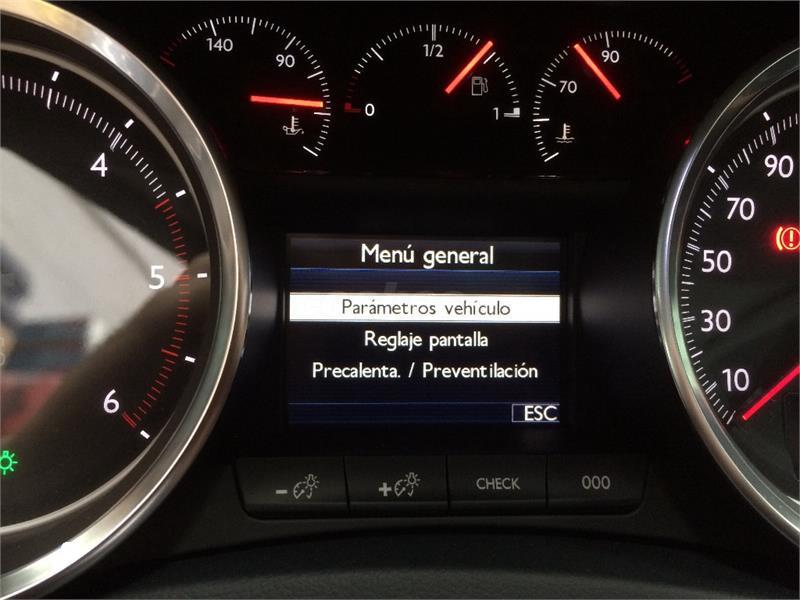 140
90
1/2
90
0
1
70
4
5
6
Menú general
Parámetros vehículo
Reglaje pantalla
Precalenta. / Preventilación
ESC
90
70
50
30
10
- + CHECK 000